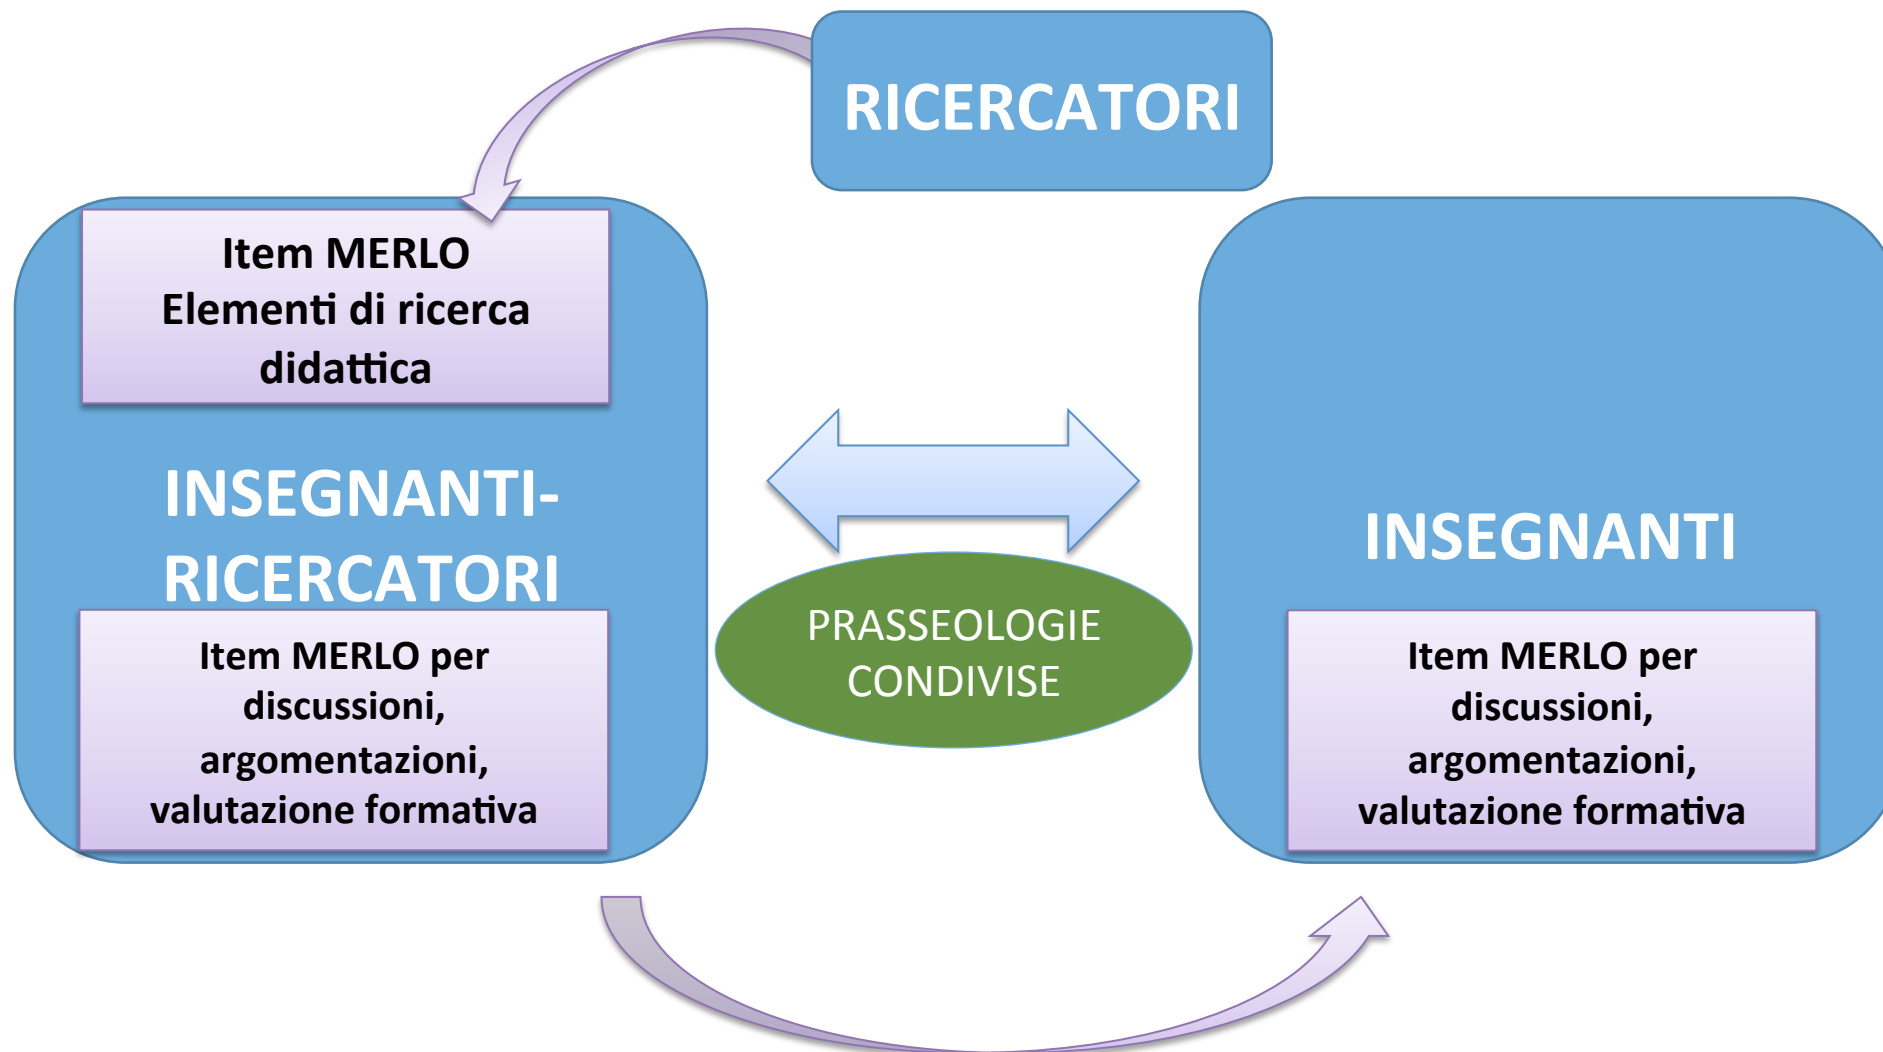 RICERCATORI
Item MERLO
Elementi di ricerca
didattica
INSEGNANTI-
RICERCATORI
Item MERLO per
discussioni,
argomentazioni,
valutazione formativa
PRASSEOLOGIE
CONDIVISE
INSEGNANTI
Item MERLO per
discussioni,
argomentazioni,
valutazione formativa